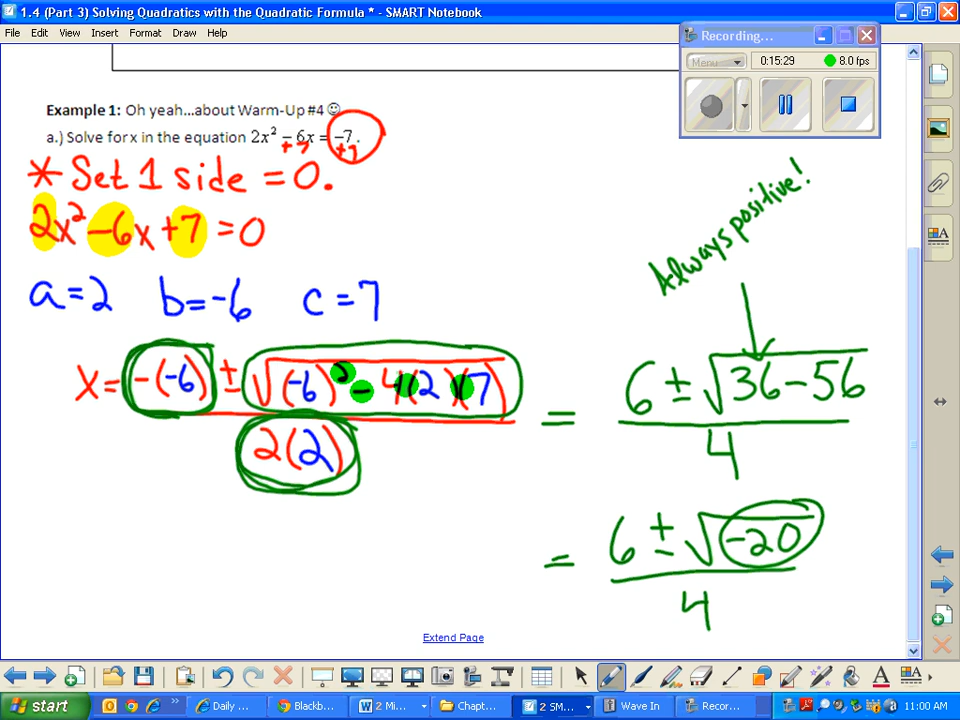 1.4 (Part 3) Solving Quadratics with the Quadratic Formula * - SMART Notebook
File Edit View Insert Format Draw Help
Recording...
Menu 0:15:29 8.0 fps
Example 1: Oh yeah...about Warm-Up #4 ☺
a.) Solve for x in the equation 2x² – 6x = –7.
+7 +7
* Set 1 side = 0.
2x² – 6x + 7 = 0
a = 2 b = -6 c = 7
Always positive!
x = -(-6) ± √(-6)² - 4(2)(7) = 6 ± √36-56
2(2) 4
= 6 ± √-20
4
Extend Page
start Daily ... Blackb... 2 Mi... Chapt... 2 SM... Wave In Recor... 11:00 AM